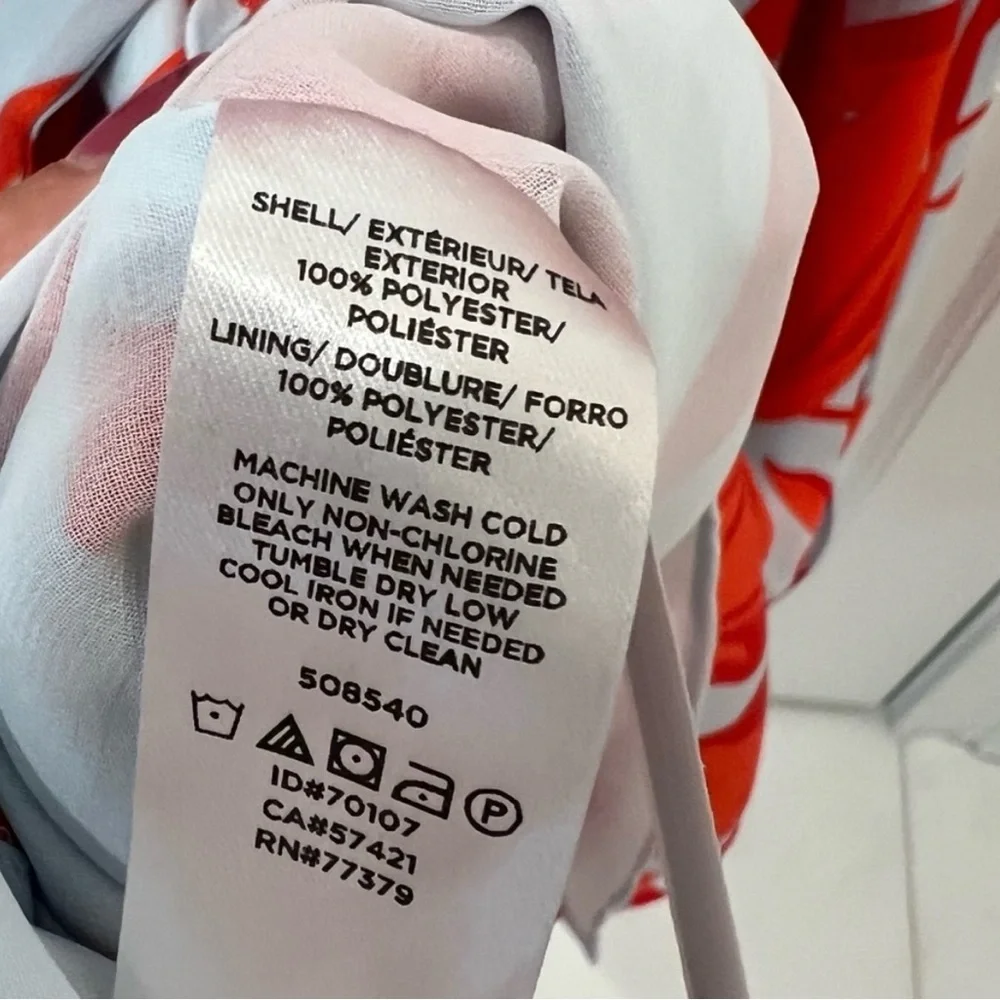 SHELL/ EXTÉRIEUR/ TELA
EXTERIOR
100% POLYESTER/
POLIÉSTER
LINING/ DOUBLURE/ FORRO
100% POLYESTER/
POLIÉSTER
MACHINE WASH COLD
ONLY NON-CHLORINE
BLEACH WHEN NEEDED
TUMBLE DRY LOW
COOL IRON IF NEEDED
OR DRY CLEAN
508540
P
ID#70107
CA#57421
RN#77379